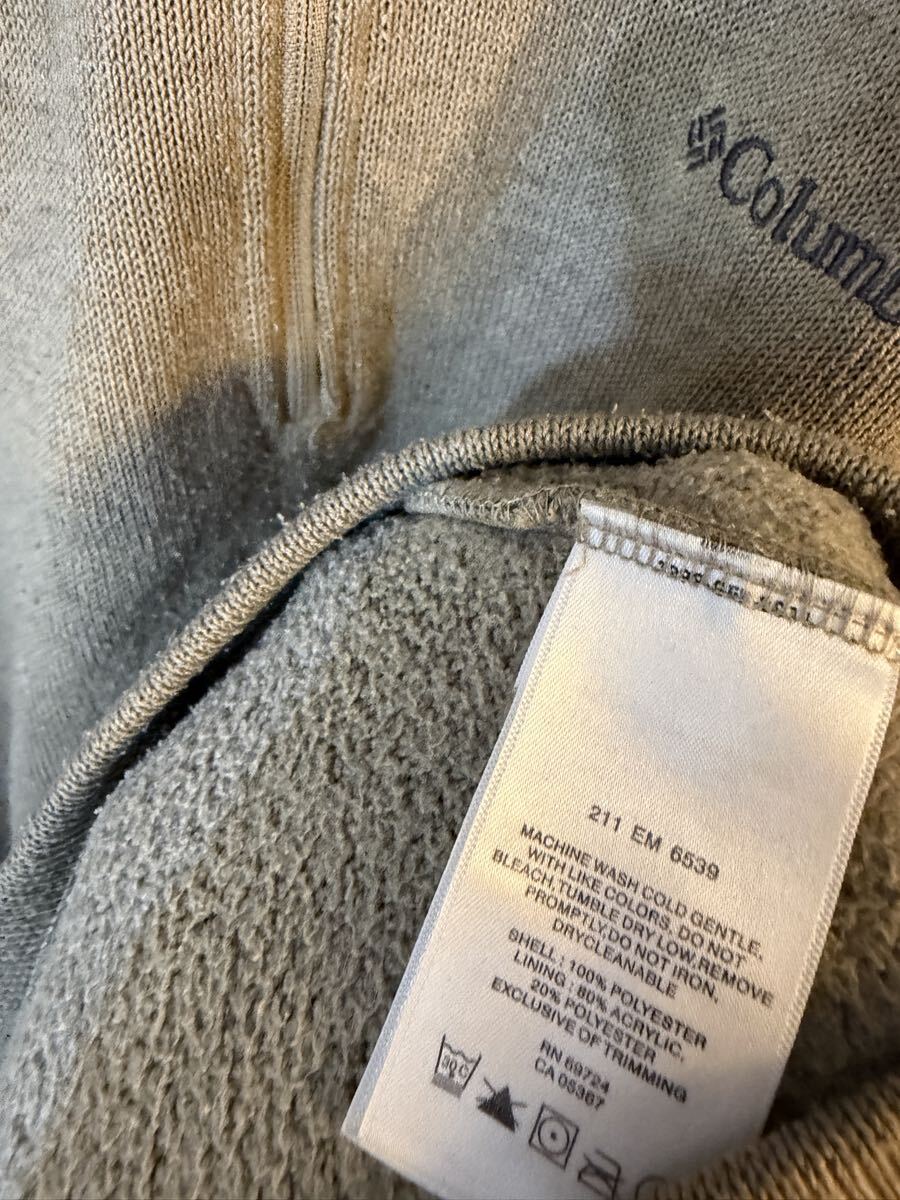 Columb
211 EM 6539
MACHINE WASH COLD GENTLE,
WITH LIKE COLORS, DO NOT
BLEACH,TUMBLE DRY LOW,REMOVE
PROMPTLY,DO NOT IRON,
DRYCLEANABLE
SHELL : 100% POLYESTER
LINING : 80% ACRYLIC,
20% POLYESTER
EXCLUSIVE OF TRIMMING
RN 69724
CA 05367
30C